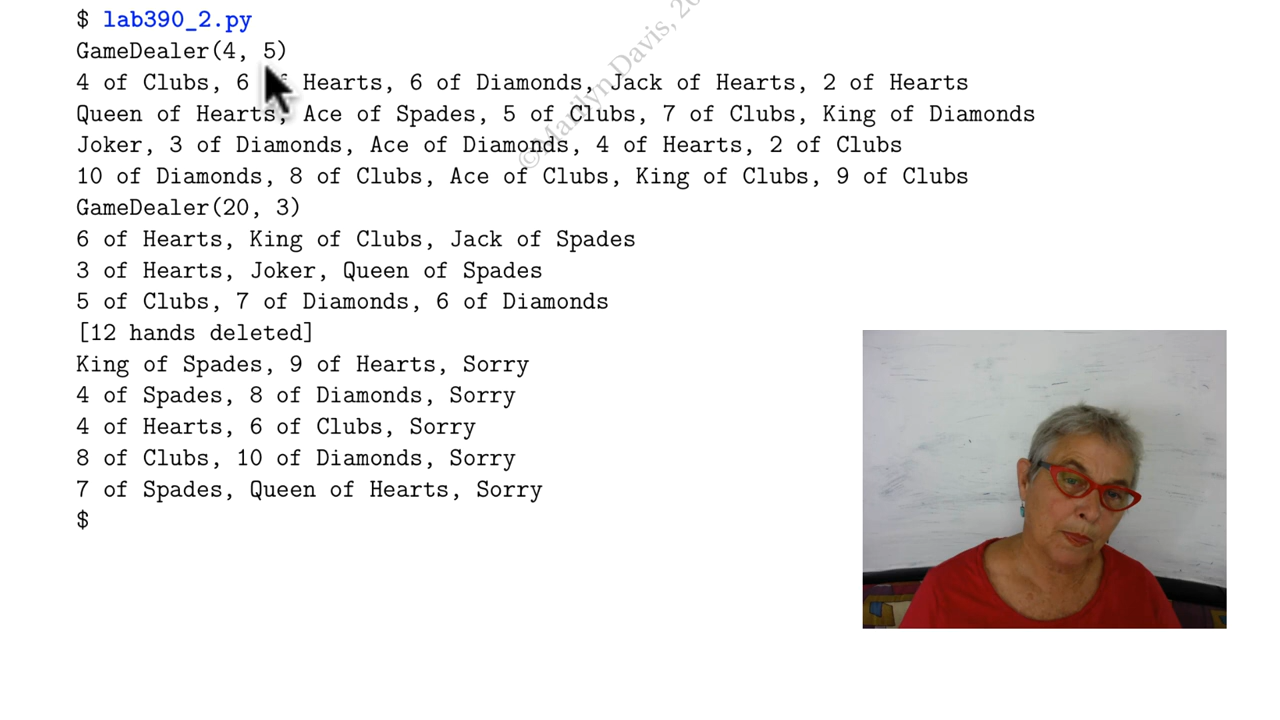 $ lab390_2.py
GameDealer(4, 5)
4 of Clubs, 6 of Hearts, 6 of Diamonds, Jack of Hearts, 2 of Hearts
Queen of Hearts, Ace of Spades, 5 of Clubs, 7 of Clubs, King of Diamonds
Joker, 3 of Diamonds, Ace of Diamonds, 4 of Hearts, 2 of Clubs
10 of Diamonds, 8 of Clubs, Ace of Clubs, King of Clubs, 9 of Clubs
GameDealer(20, 3)
6 of Hearts, King of Clubs, Jack of Spades
3 of Hearts, Joker, Queen of Spades
5 of Clubs, 7 of Diamonds, 6 of Diamonds
[12 hands deleted]
King of Spades, 9 of Hearts, Sorry
4 of Spades, 8 of Diamonds, Sorry
4 of Hearts, 6 of Clubs, Sorry
8 of Clubs, 10 of Diamonds, Sorry
7 of Spades, Queen of Hearts, Sorry
$
©Marilyn Davis,